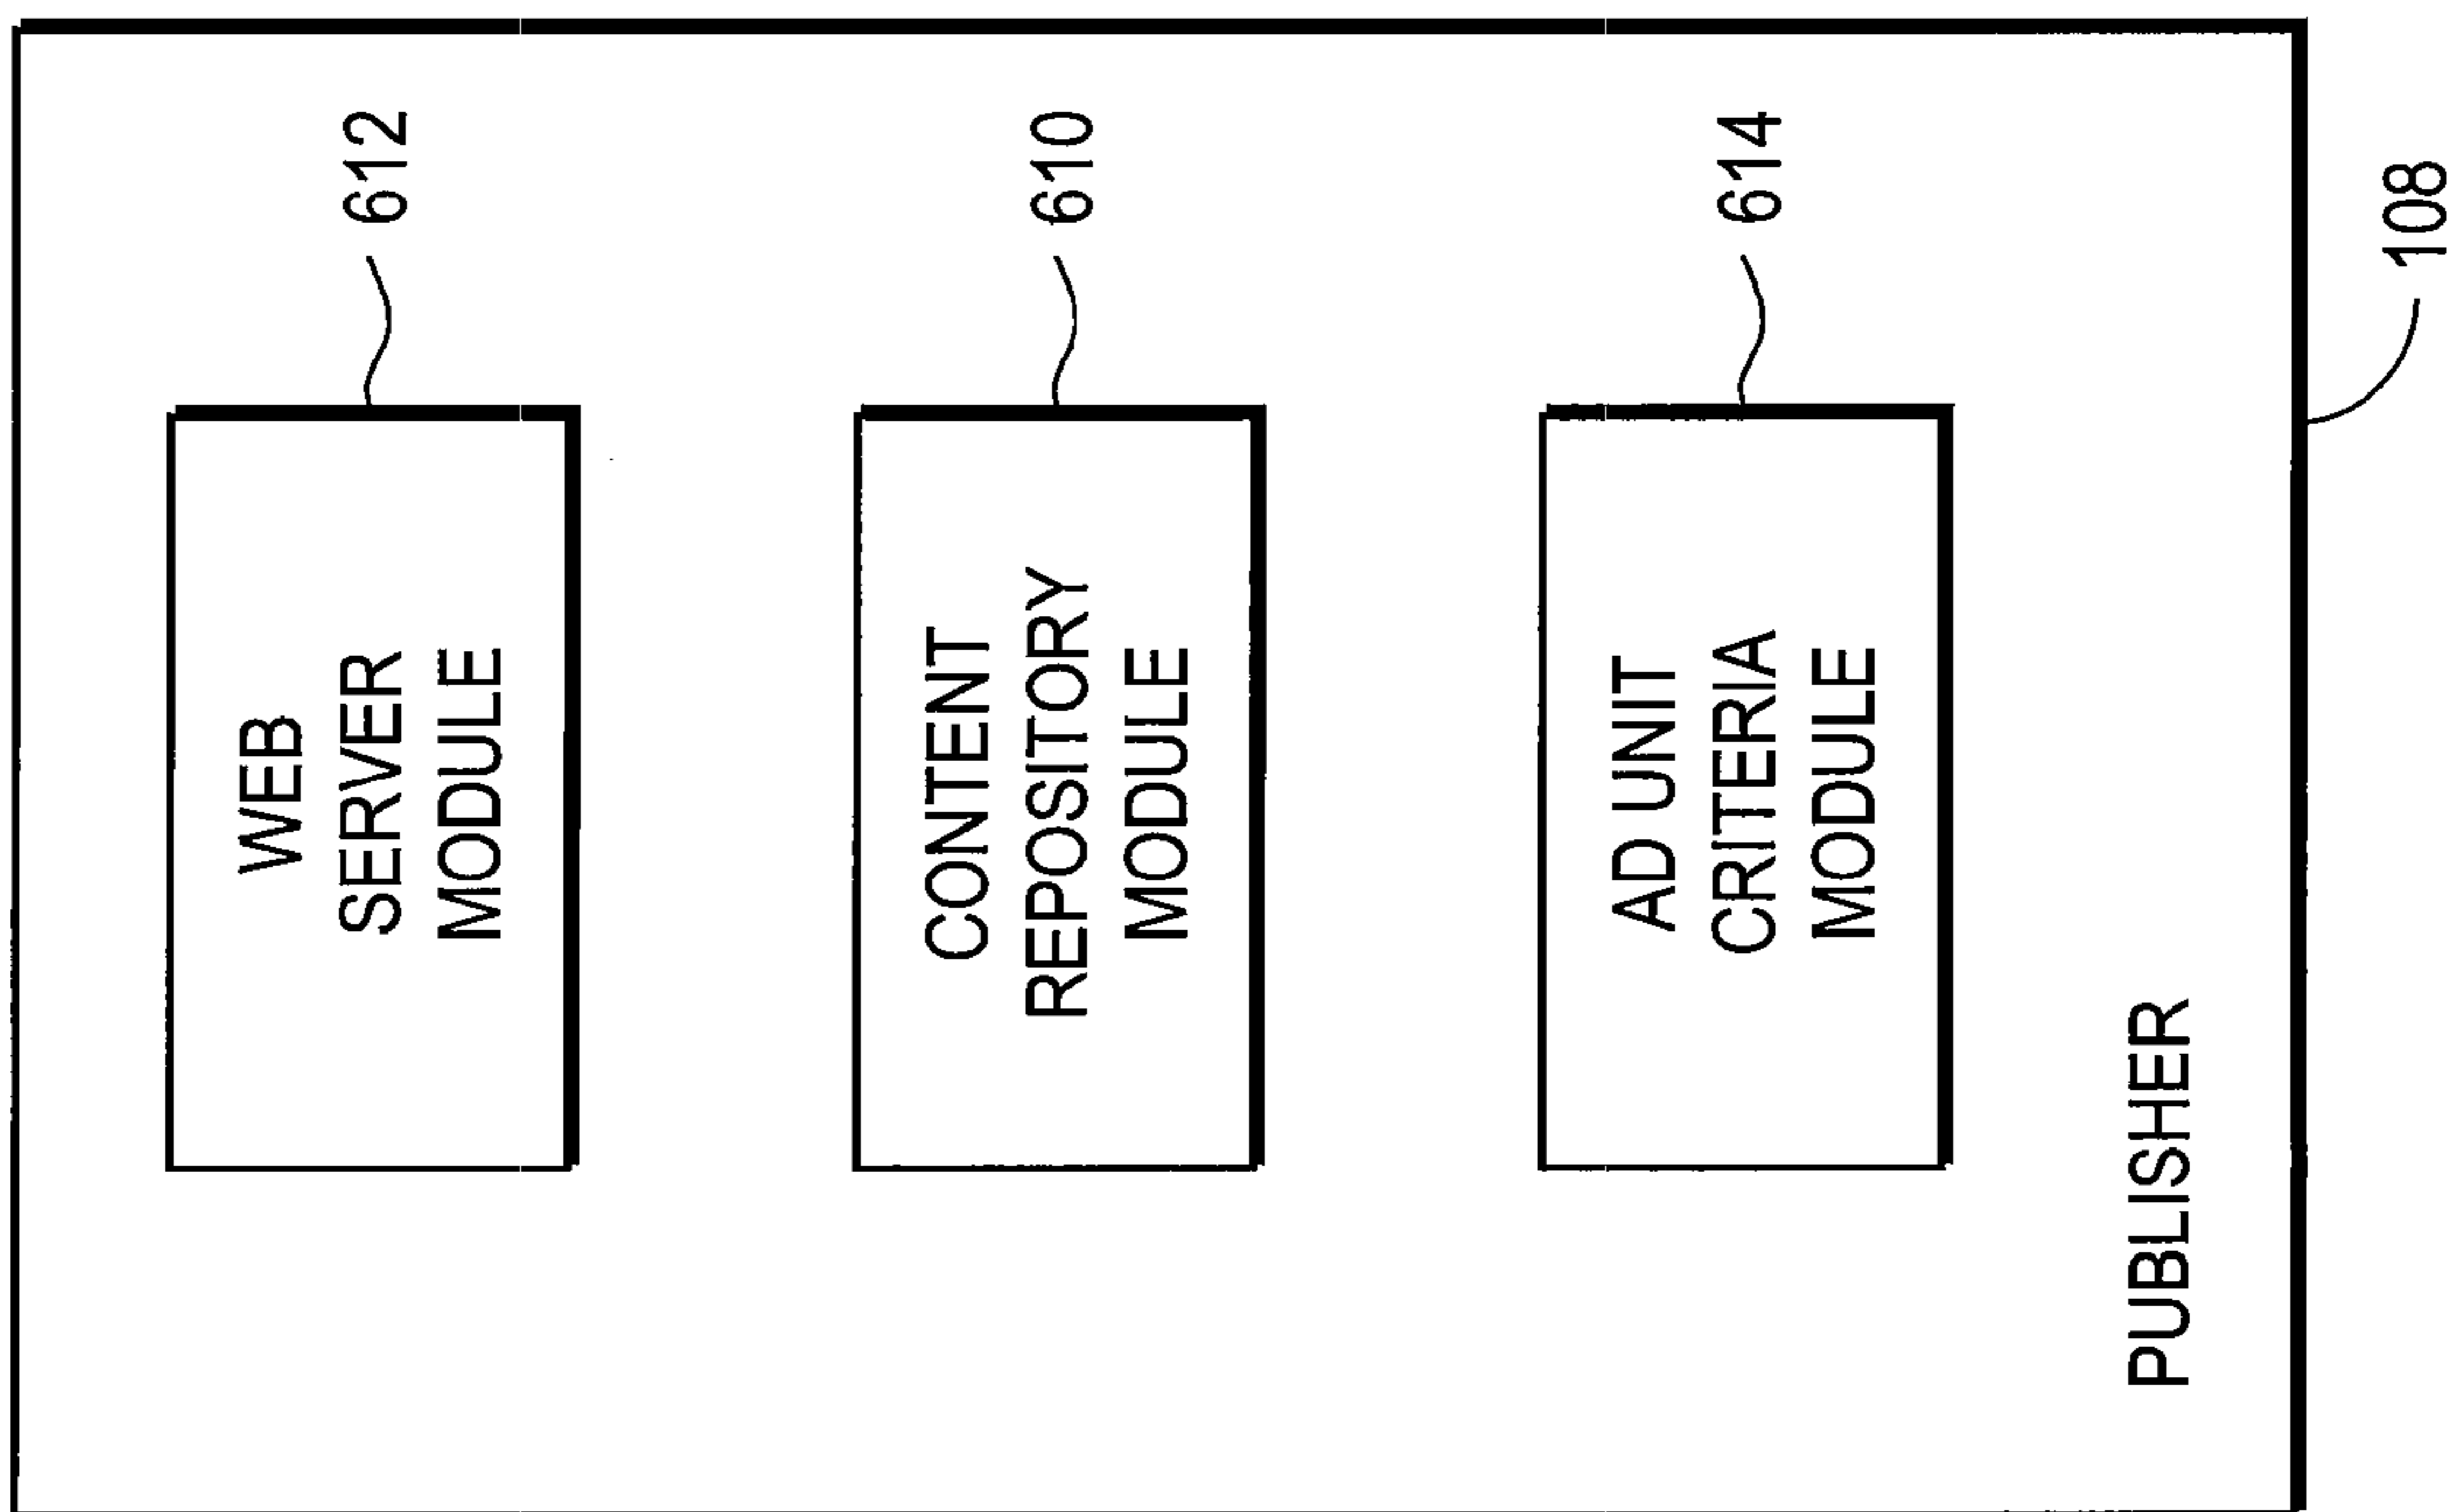 WEB
SERVER
MODULE
612
CONTENT
REPOSITORY
MODULE
610
AD UNIT
CRITERIA
MODULE
614
PUBLISHER
108